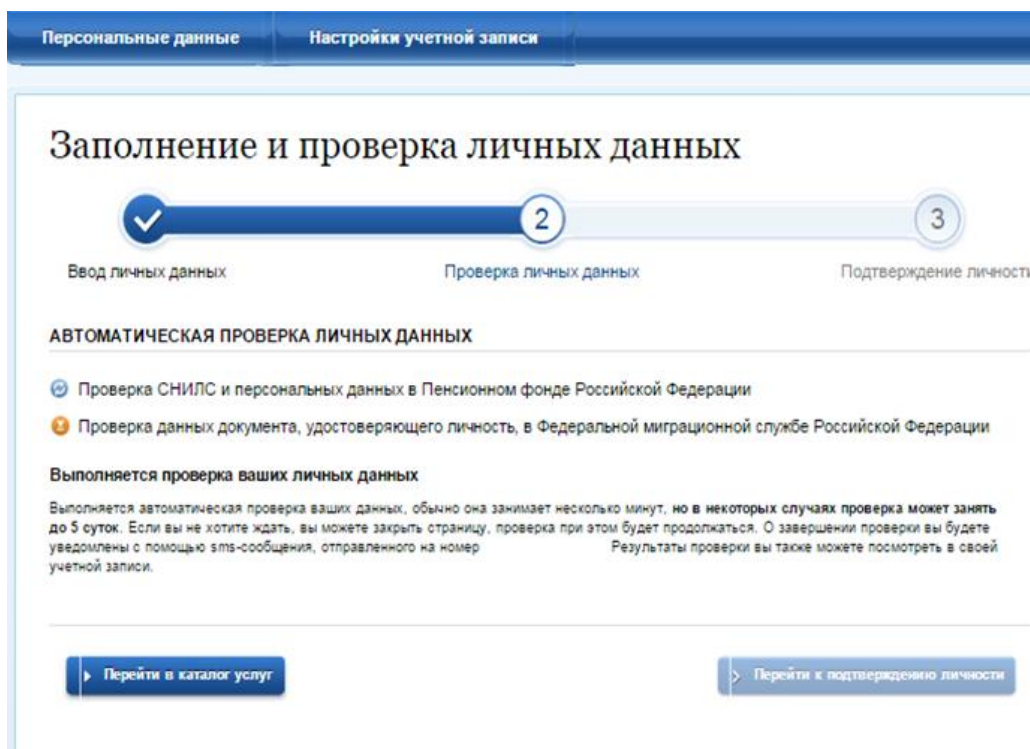 Персональные данные Настройки учетной записи
Заполнение и проверка личных данных
2 3
Ввод личных данных Проверка личных данных Подтверждение личности
АВТОМАТИЧЕСКАЯ ПРОВЕРКА ЛИЧНЫХ ДАННЫХ
Проверка СНИЛС и персональных данных в Пенсионном фонде Российской Федерации
Проверка данных документа, удостоверяющего личность, в Федеральной миграционной службе Российской Федерации
Выполняется проверка ваших личных данных
Выполняется автоматическая проверка ваших данных, обычно она занимает несколько минут, но в некоторых случаях проверка может занять
до 5 суток. Если вы не хотите ждать, вы можете закрыть страницу, проверка при этом будет продолжаться. О завершении проверки вы будете
уведомлены с помощью sms-сообщения, отправленного на номер Результаты проверки вы также можете посмотреть в своей
учетной записи.
Перейти в каталог услуг Перейти к подтверждению личности